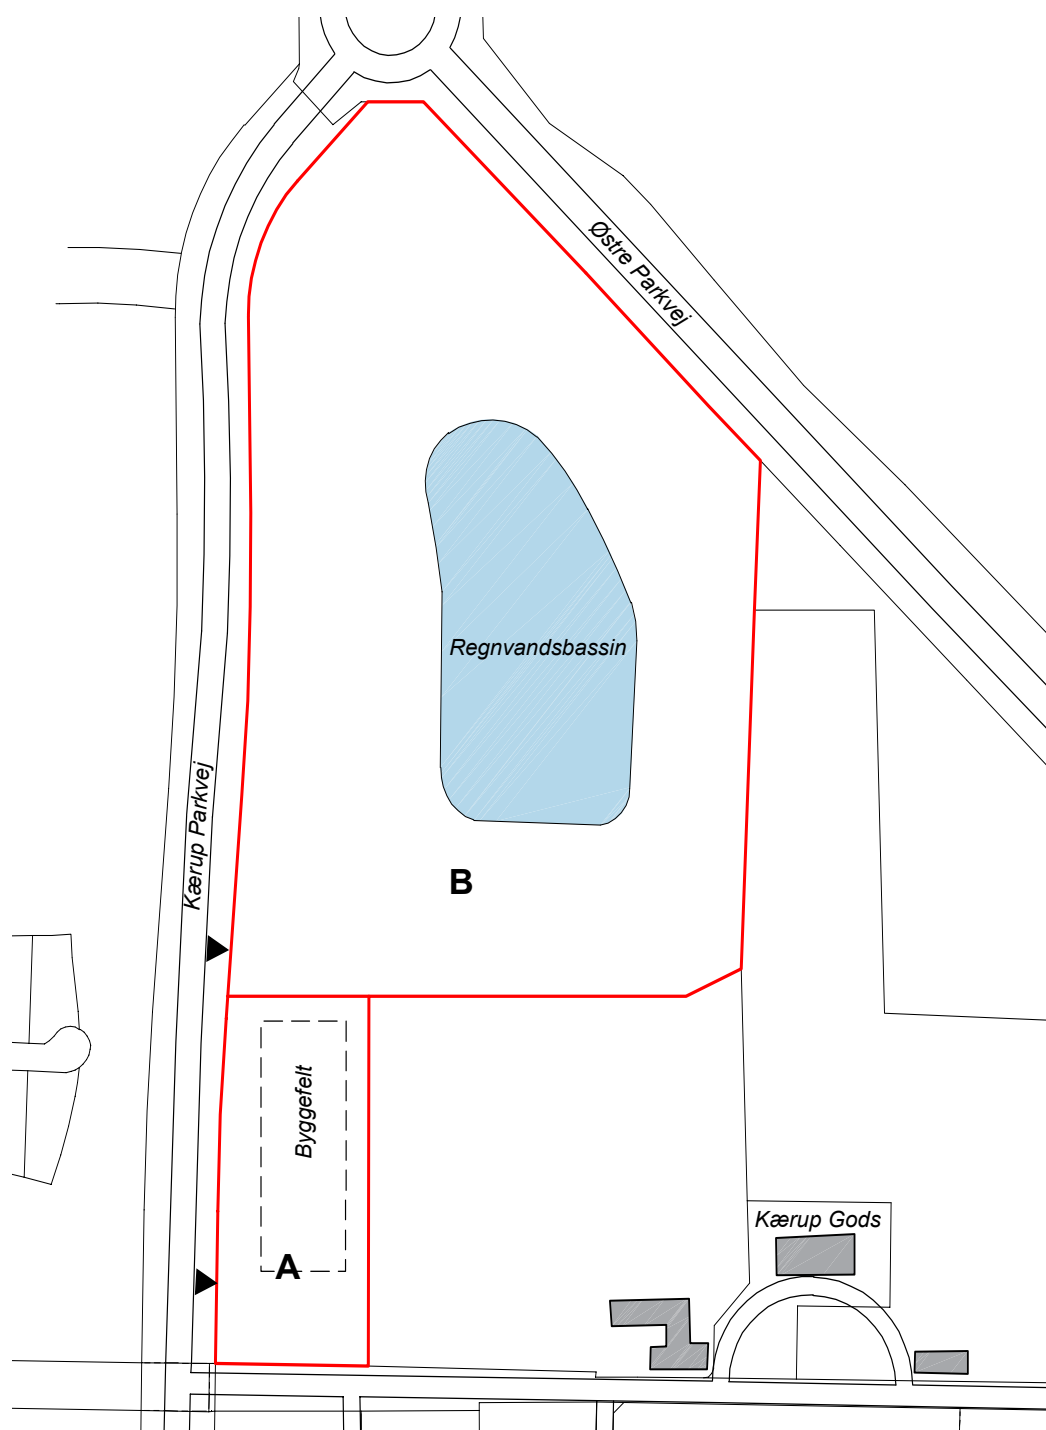 Østre Parkvej
Regnvandsbassin
Kærup Parkvej
B
Byggefelt
A
Kærup Gods